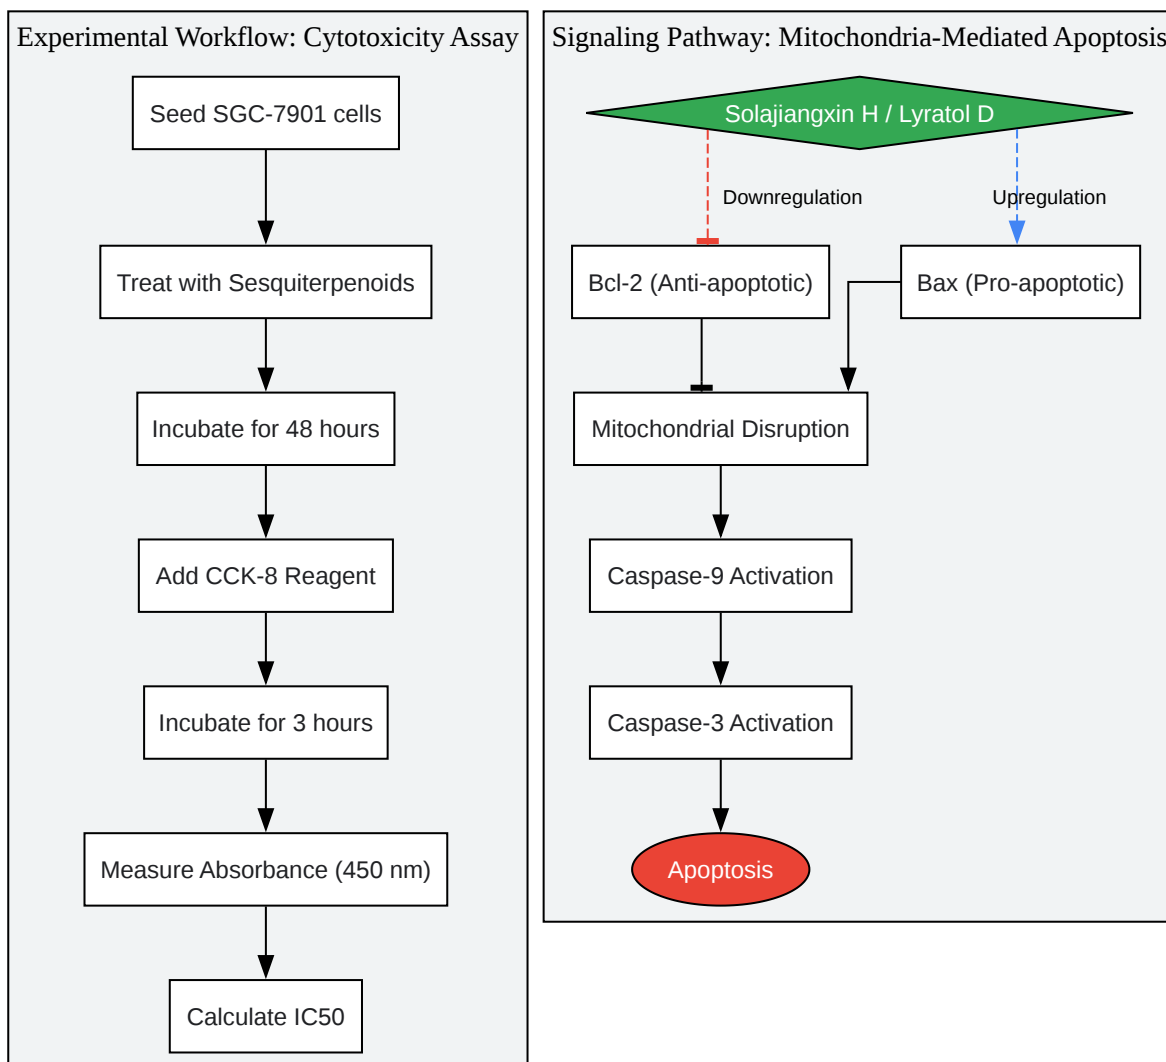 Experimental Workflow: Cytotoxicity Assay
Seed SGC-7901 cells
Treat with Sesquiterpenoids
Incubate for 48 hours
Add CCK-8 Reagent
Incubate for 3 hours
Measure Absorbance (450 nm)
Calculate IC50
Signaling Pathway: Mitochondria-Mediated Apoptosis
Solajiangxin H / Lyratol D
Downregulation
Upregulation
Bcl-2 (Anti-apoptotic)
Bax (Pro-apoptotic)
Mitochondrial Disruption
Caspase-9 Activation
Caspase-3 Activation
Apoptosis